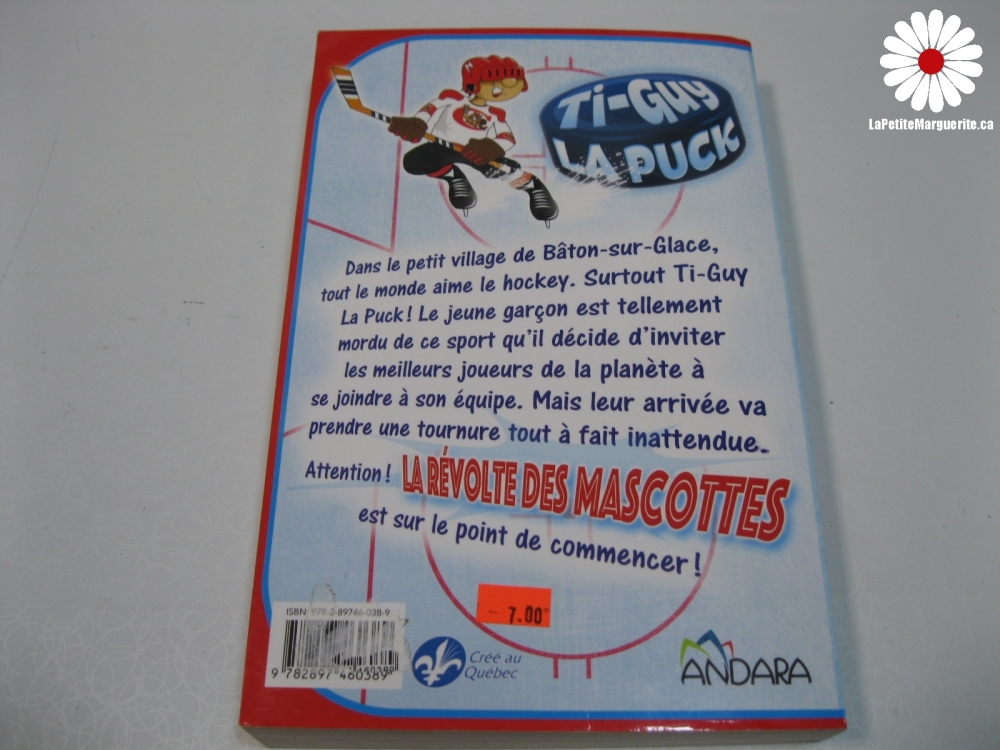 LaPetiteMarguerite.ca
Ti-Guy
LA PUCK
Dans le petit village de Bâton-sur-Glace,
tout le monde aime le hockey. Surtout Ti-Guy
La Puck! Le jeune garçon est tellement
mordu de ce sport qu'il décide d'inviter
les meilleurs joueurs de la planète à
se joindre à son équipe. Mais leur arrivée va
prendre une tournure tout à fait inattendue.
Attention! LA RÉVOLTE DES MASCOTTES
est sur le point de commencer!
- 7.00
ISBN 978-2-89746-038-9
9 782897 460389
Créé au
Québec
ANDARA